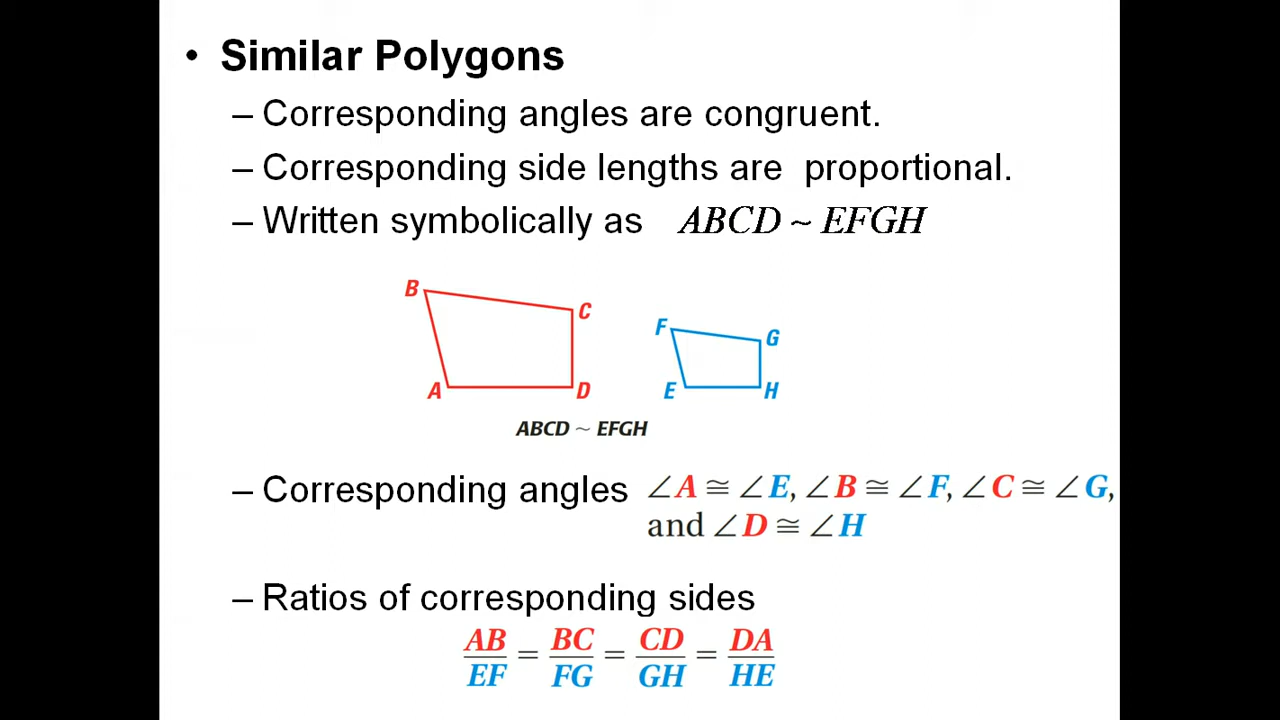 • Similar Polygons
– Corresponding angles are congruent.
– Corresponding side lengths are proportional.
– Written symbolically as ABCD ~ EFGH
B
C
F
G
A
D
E
H
ABCD ~ EFGH
– Corresponding angles ∠A ≅ ∠E, ∠B ≅ ∠F, ∠C ≅ ∠G,
and ∠D ≅ ∠H
– Ratios of corresponding sides
AB/EF = BC/FG = CD/GH = DA/HE